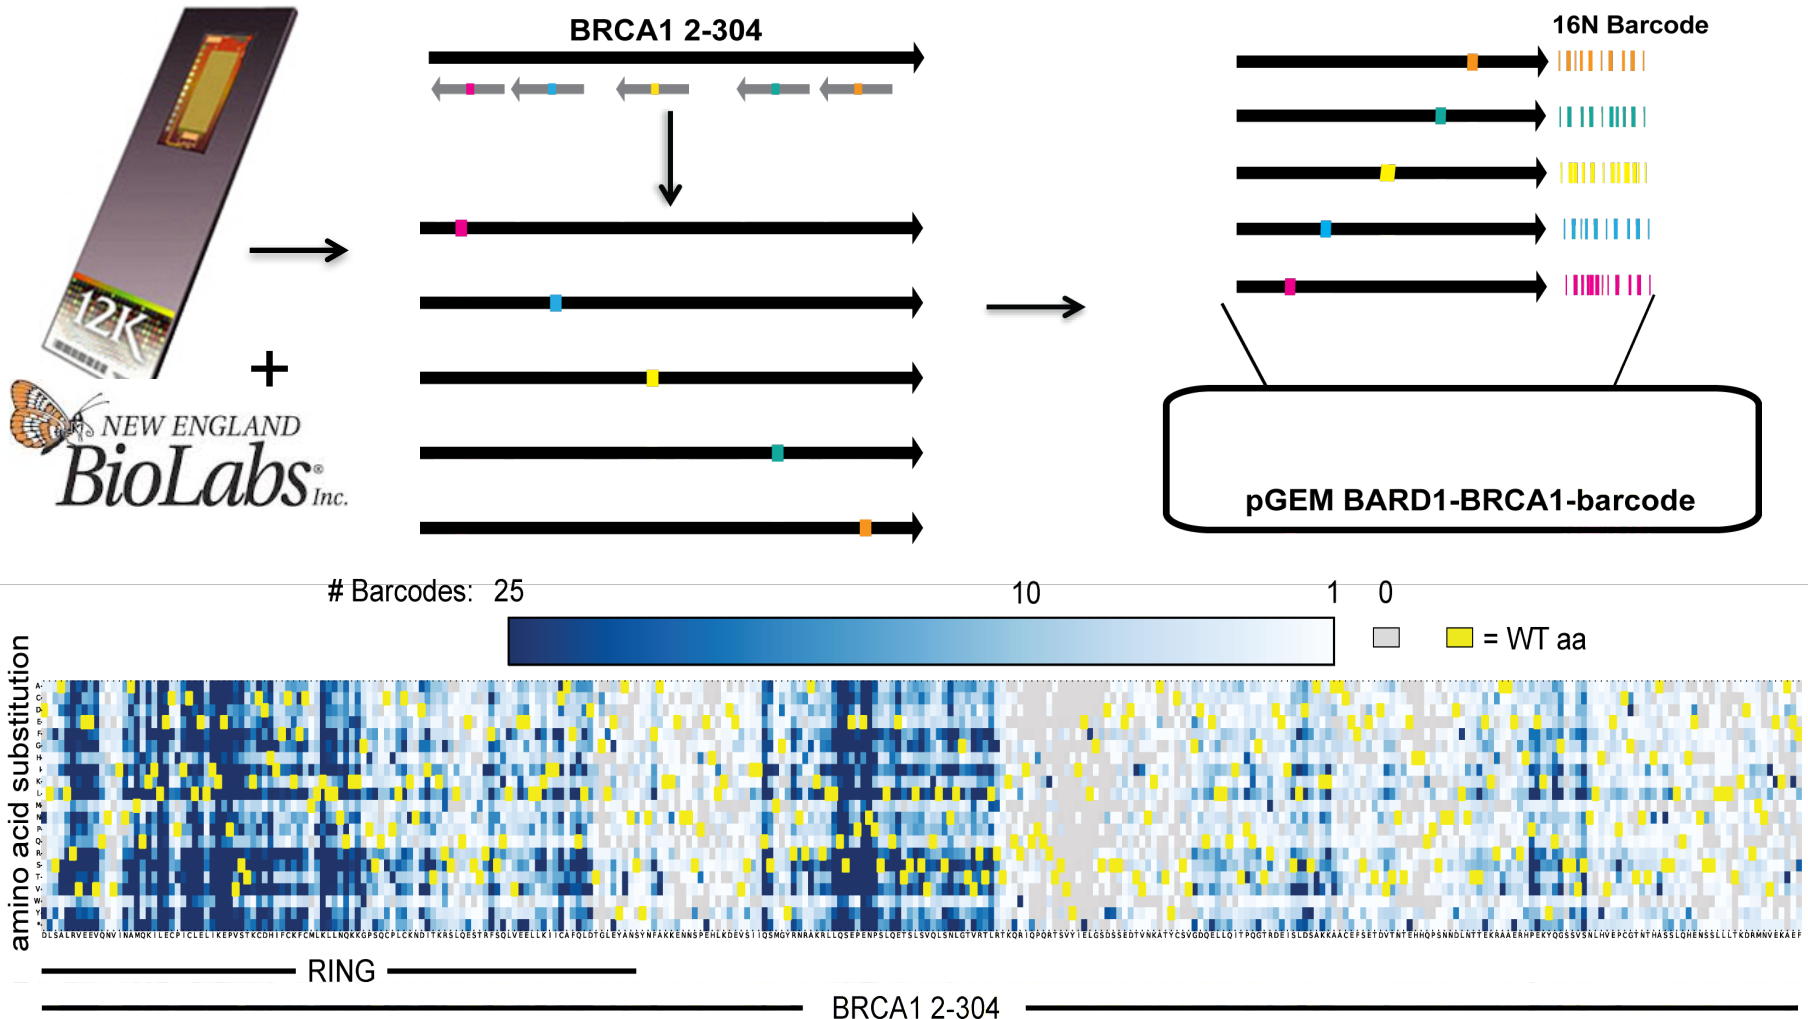 BRCA1 2-304
16N Barcode
12K
+
NEW ENGLAND
BioLabs® Inc.
pGEM BARD1-BRCA1-barcode
# Barcodes: 25 10 1 0
= WT aa
amino acid substitution
A
C
D
E
F
G
H
I
K
L
M
N
P
Q
R
S
T
V
W
Y
*
RING
BRCA1 2-304